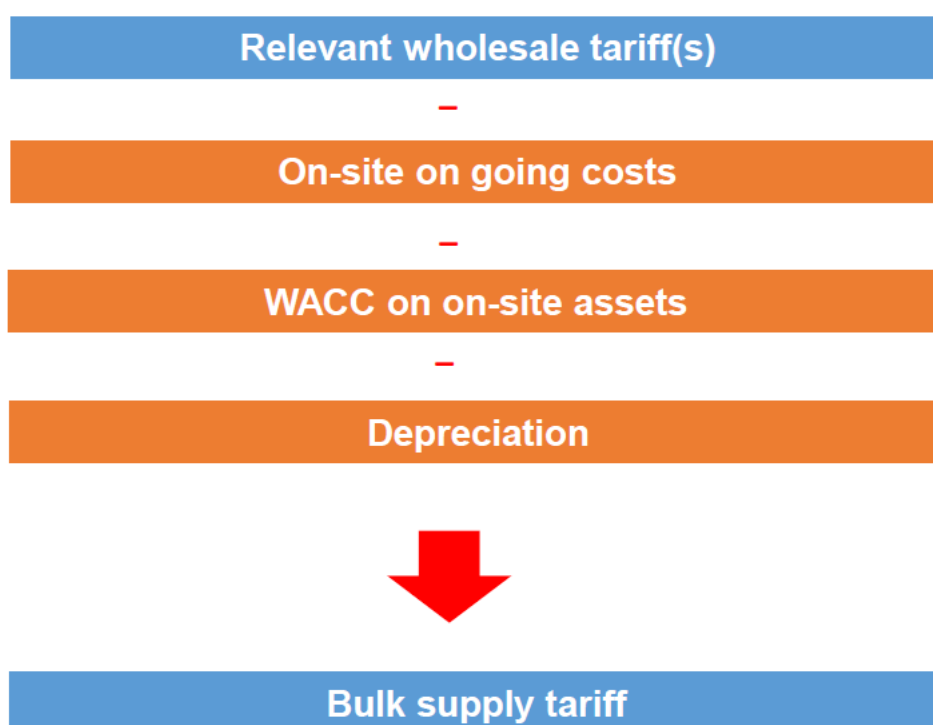 Relevant wholesale tariff(s)
–
On-site on going costs
–
WACC on on-site assets
–
Depreciation
Bulk supply tariff